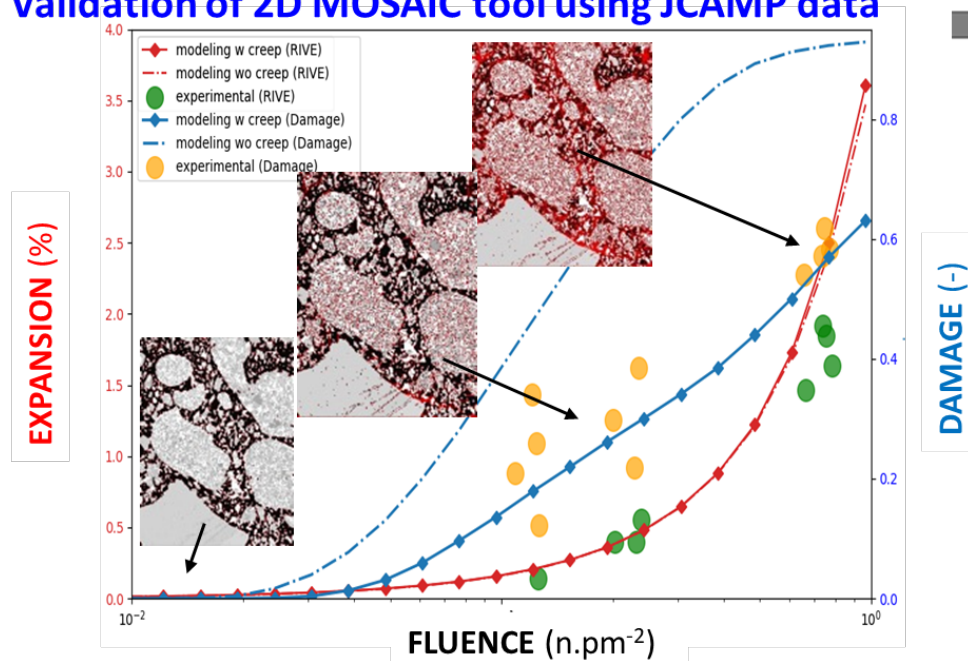 Validation of 2D MOSAIC tool using JCAMP data
4.0
3.5
3.0
2.5
2.0
1.5
1.0
0.5
0.0
modeling w creep (RIVE)
modeling wo creep (RIVE)
experimental (RIVE)
modeling w creep (Damage)
modeling wo creep (Damage)
experimental (Damage)
EXPANSION (%)
0.8
0.6
0.4
0.2
0.0
DAMAGE (-)
10⁻²
10⁻¹
10⁰
FLUENCE (n.pm⁻²)